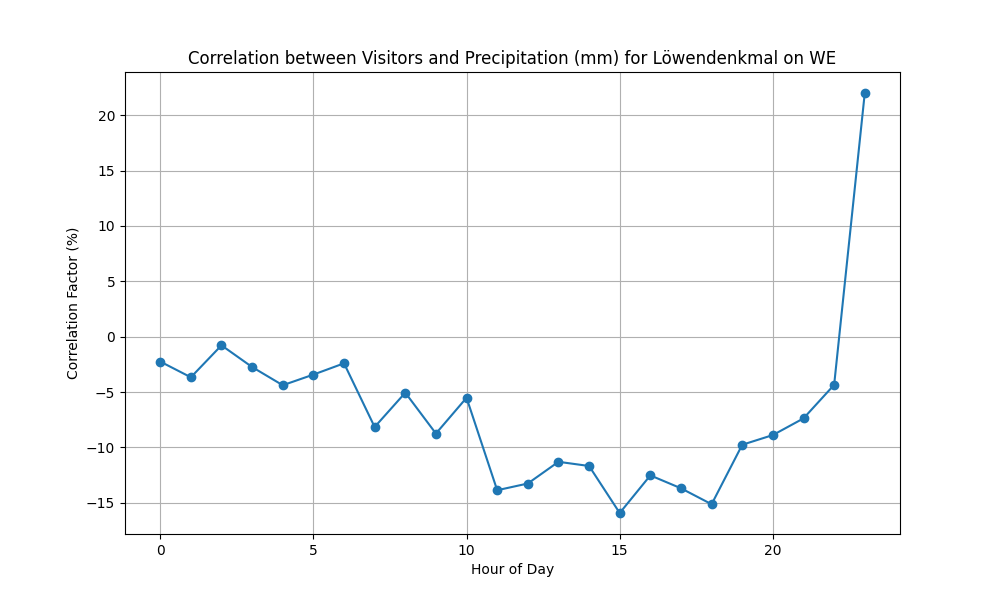 Correlation between Visitors and Precipitation (mm) for Löwendenkmal on WE
Correlation Factor (%)
20
15
10
5
0
−5
−10
−15
0 5 10 15 20
Hour of Day